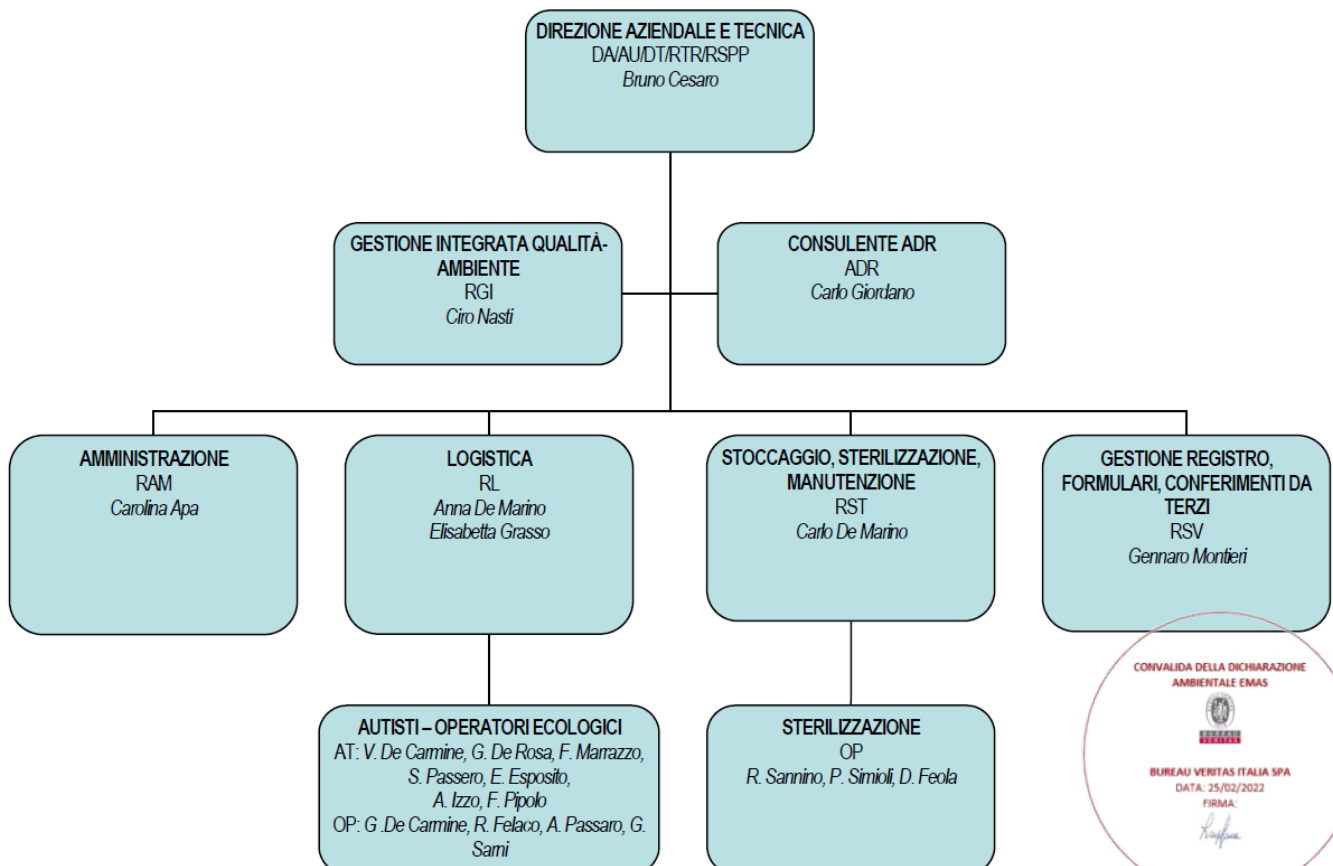 DIREZIONE AZIENDALE E TECNICA
DA/AU/DT/RTR/RSPP
Bruno Cesaro
GESTIONE INTEGRATA QUALITÀ-
AMBIENTE
RGI
Ciro Nasti
CONSULENTE ADR
ADR
Carlo Giordano
AMMINISTRAZIONE
RAM
Carolina Apa
LOGISTICA
RL
Anna De Marino
Elisabetta Grasso
STOCCAGGIO, STERILIZZAZIONE,
MANUTENZIONE
RST
Carlo De Marino
GESTIONE REGISTRO,
FORMULARI, CONFERIMENTI DA
TERZI
RSV
Gennaro Montieri
AUTISTI – OPERATORI ECOLOGICI
AT: V. De Carmine, G. De Rosa, F. Marrazzo,
S. Passero, E. Esposito,
A. Izzo, F. Pipolo
OP: G .De Carmine, R. Felaco, A. Passaro, G.
Sarni
STERILIZZAZIONE
OP
R. Sannino, P. Simioli, D. Feola
CONVALIDA DELLA DICHIARAZIONE
AMBIENTALE EMAS
BUREAU
VERITAS
BUREAU VERITAS ITALIA SPA
DATA: 25/02/2022
FIRMA: